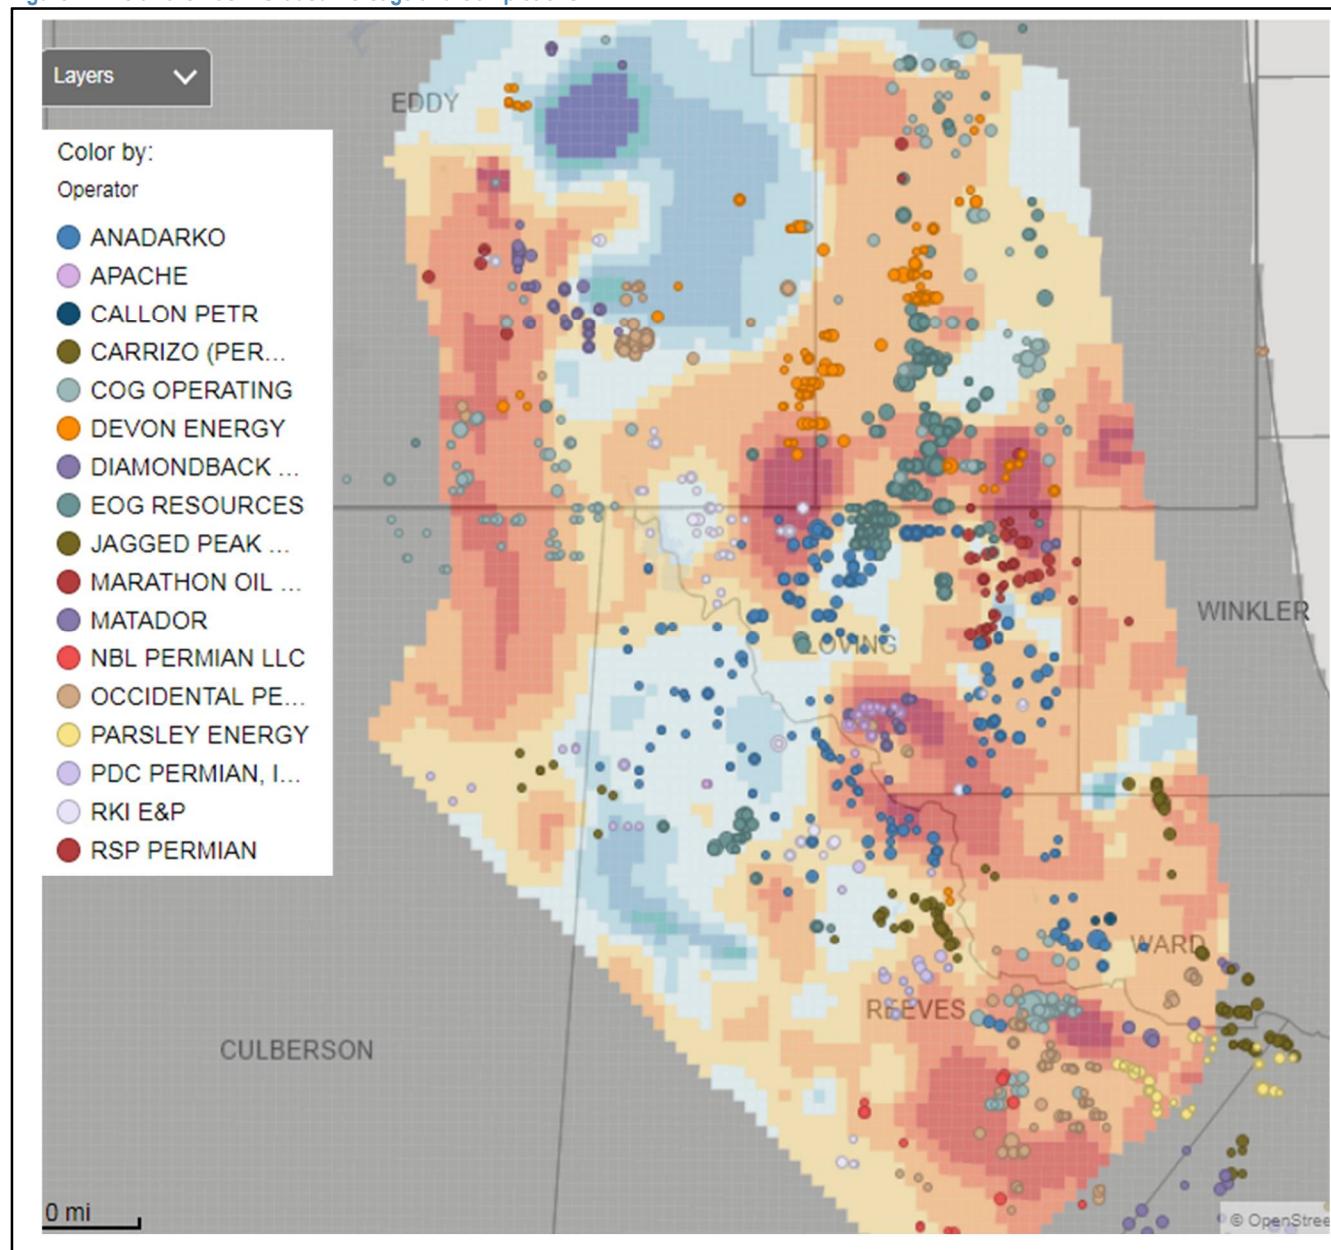 Layers
EDDY
Color by:
Operator
ANADARKO
APACHE
CALLON PETR
CARRIZO (PER...
COG OPERATING
DEVON ENERGY
DIAMONDBACK ...
EOG RESOURCES
JAGGED PEAK ...
MARATHON OIL ...
MATADOR
NBL PERMIAN LLC
OCCIDENTAL PE...
PARSLEY ENERGY
PDC PERMIAN, I...
RKI E&P
RSP PERMIAN
WINKLER
LOVING
WARD
REEVES
CULBERSON
0 mi
© OpenStree